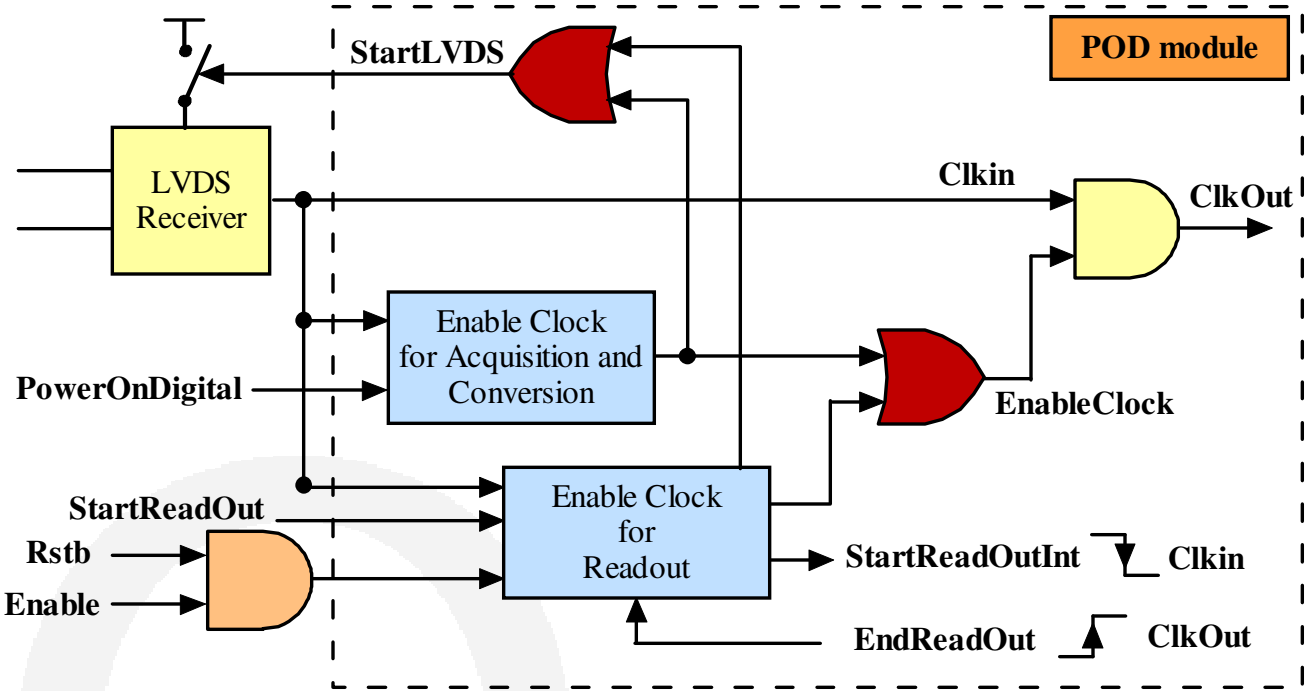 StartLVDS
POD module
LVDS
Receiver
Clkin
ClkOut
Enable Clock
for Acquisition and
Conversion
PowerOnDigital
EnableClock
StartReadOut
Enable Clock
for
Readout
Rstb
Enable
StartReadOutInt
Clkin
EndReadOut
ClkOut